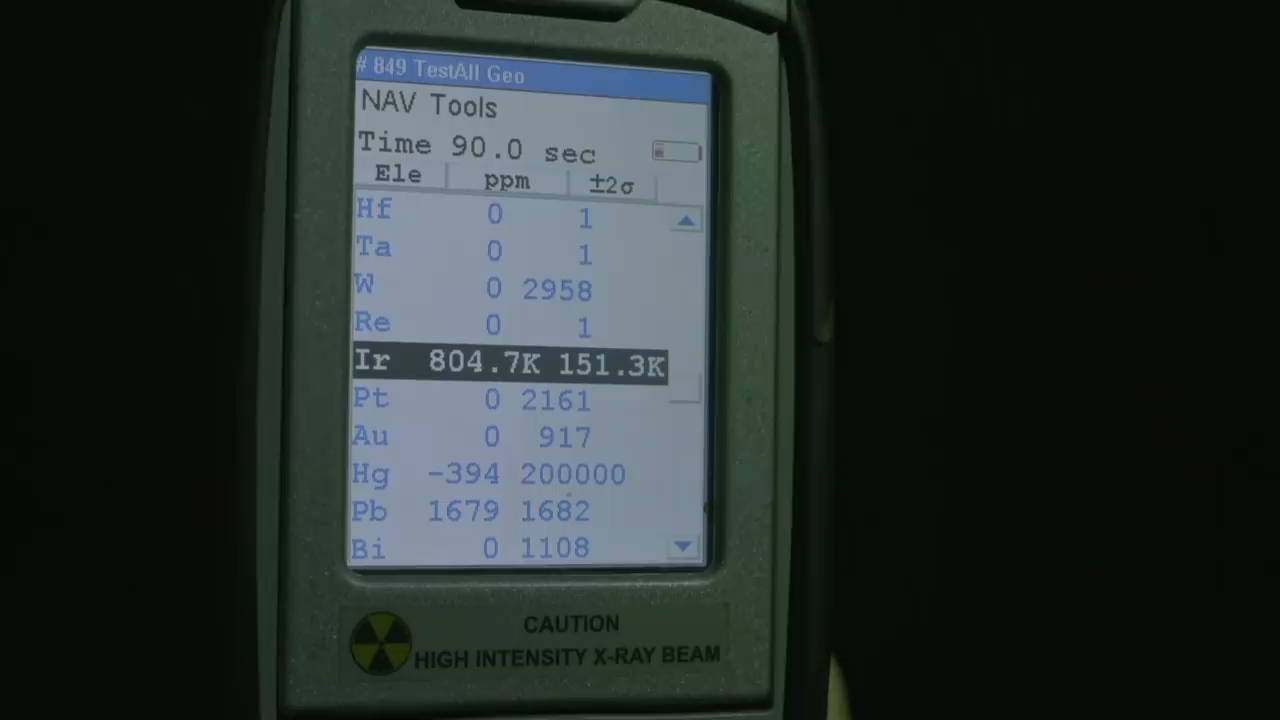 # 849 TestAll Geo
NAV Tools
Time 90.0 sec
Ele ppm ±2σ
Hf 0 1
Ta 0 1
W 0 2958
Re 0 1
Ir 804.7K 151.3K
Pt 0 2161
Au 0 917
Hg -394 200000
Pb 1679 1682
Bi 0 1108
CAUTION
HIGH INTENSITY X-RAY BEAM